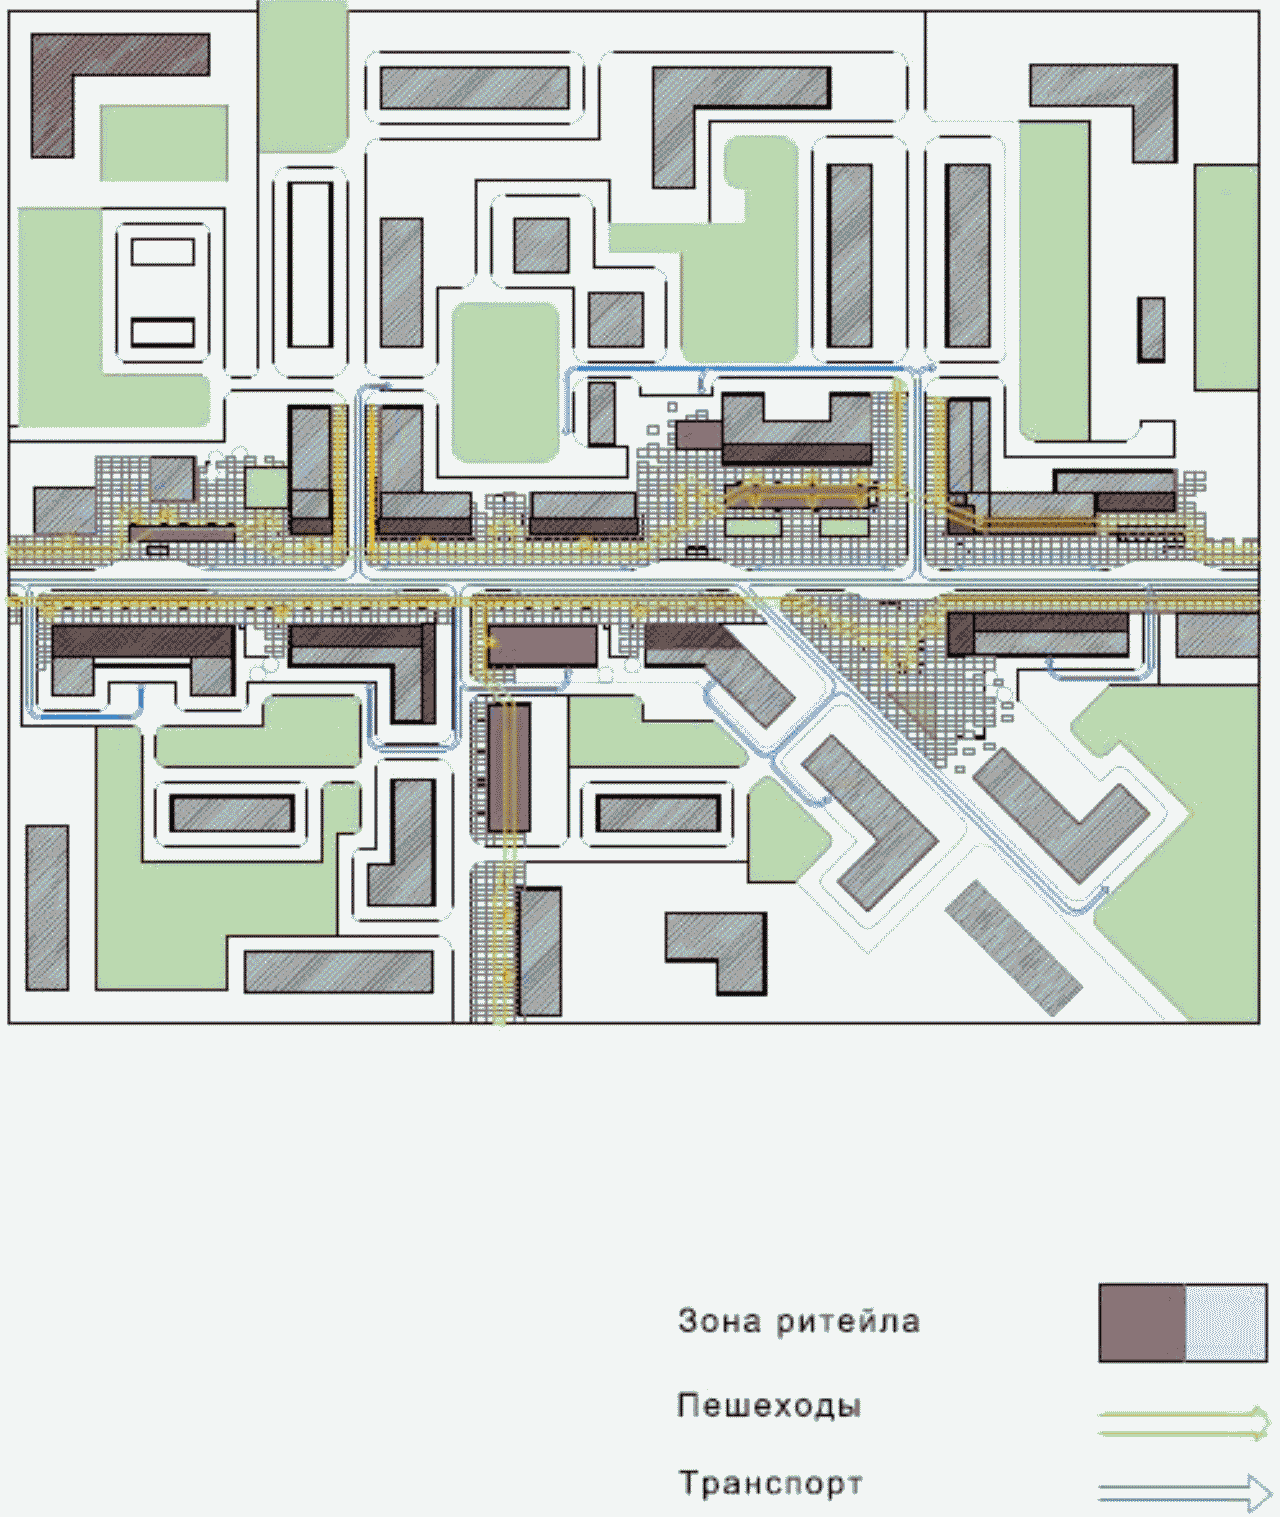 Зона ритейла
Пешеходы
Транспорт